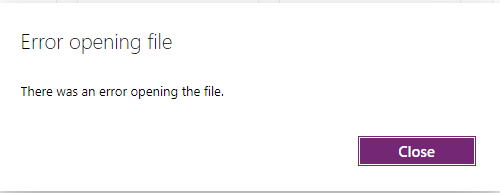 Error opening file
There was an error opening the file.
Close